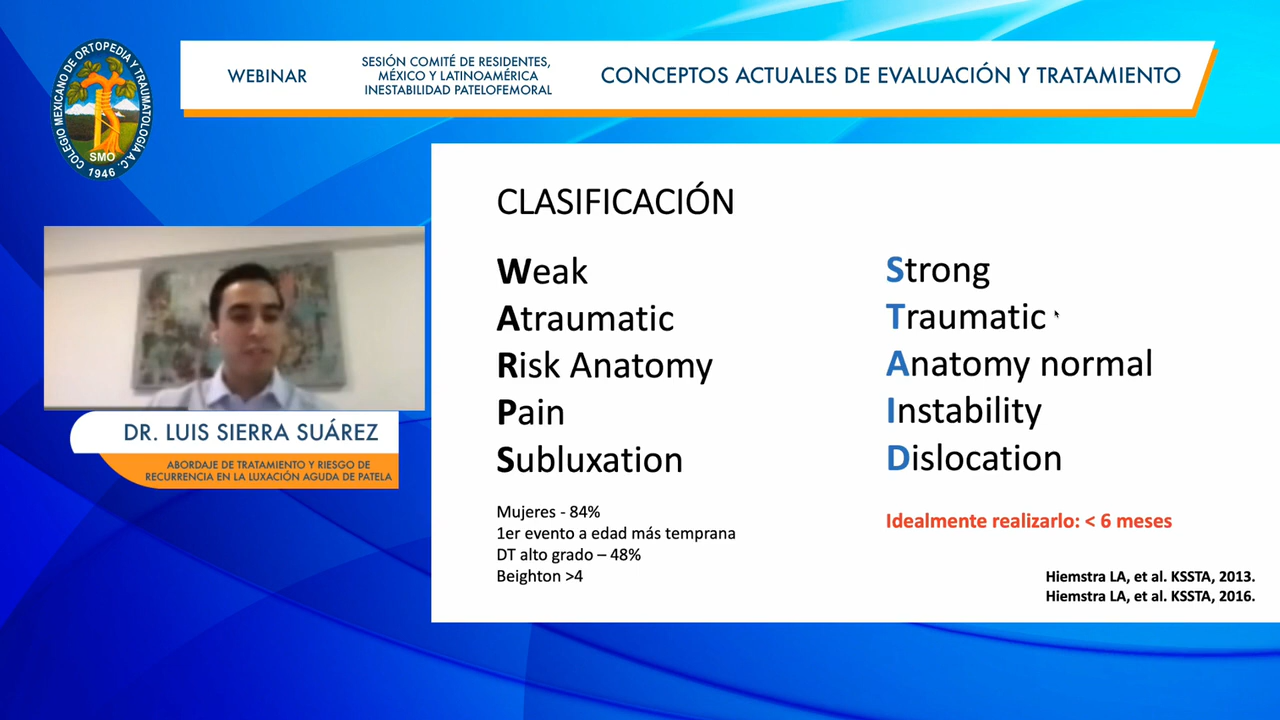 COLEGIO MEXICANO DE ORTOPEDIA Y TRAUMATOLOGIA A.C.
SMO
1946
WEBINAR
SESIÓN COMITÉ DE RESIDENTES,
MÉXICO Y LATINOAMÉRICA
INESTABILIDAD PATELOFEMORAL
CONCEPTOS ACTUALES DE EVALUACIÓN Y TRATAMIENTO
DR. LUIS SIERRA SUÁREZ
ABORDAJE DE TRATAMIENTO Y RIESGO DE
RECURRENCIA EN LA LUXACIÓN AGUDA DE PATELA
CLASIFICACIÓN
Weak
Atraumatic
Risk Anatomy
Pain
Subluxation
Mujeres - 84%
1er evento a edad más temprana
DT alto grado – 48%
Beighton >4
Strong
Traumatic
Anatomy normal
Instability
Dislocation
Idealmente realizarlo: < 6 meses
Hiemstra LA, et al. KSSTA, 2013.
Hiemstra LA, et al. KSSTA, 2016.